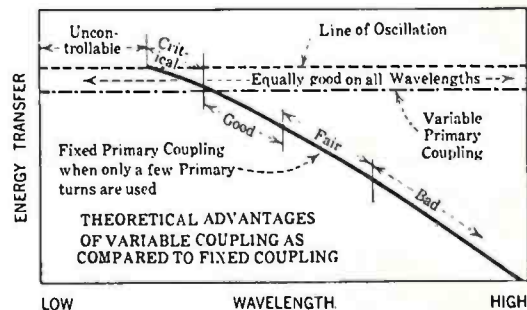 Uncon-
trollable
Crit-
ical
Line of Oscillation
Equally good on all Wavelengths
Variable
Primary
Coupling
Good
Fair
Bad
Fixed Primary Coupling
when only a few Primary
turns are used
THEORETICAL ADVANTAGES
OF VARIABLE COUPLING AS
COMPARED TO FIXED COUPLING
ENERGY TRANSFER
LOW WAVELENGTH. HIGH